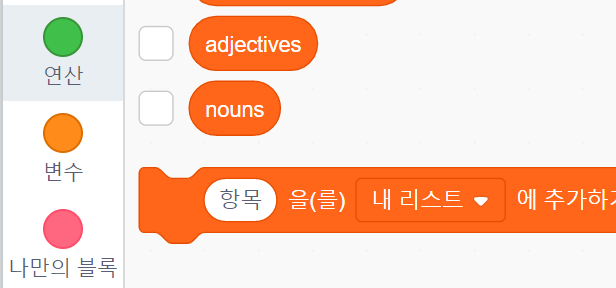 연산
변수
나만의 블록
adjectives
nouns
항목 을(를) 내 리스트 에 추가하기